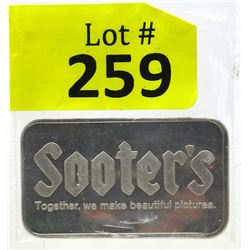 Lot #
259
Sooter's
Together, we make beautiful pictures.